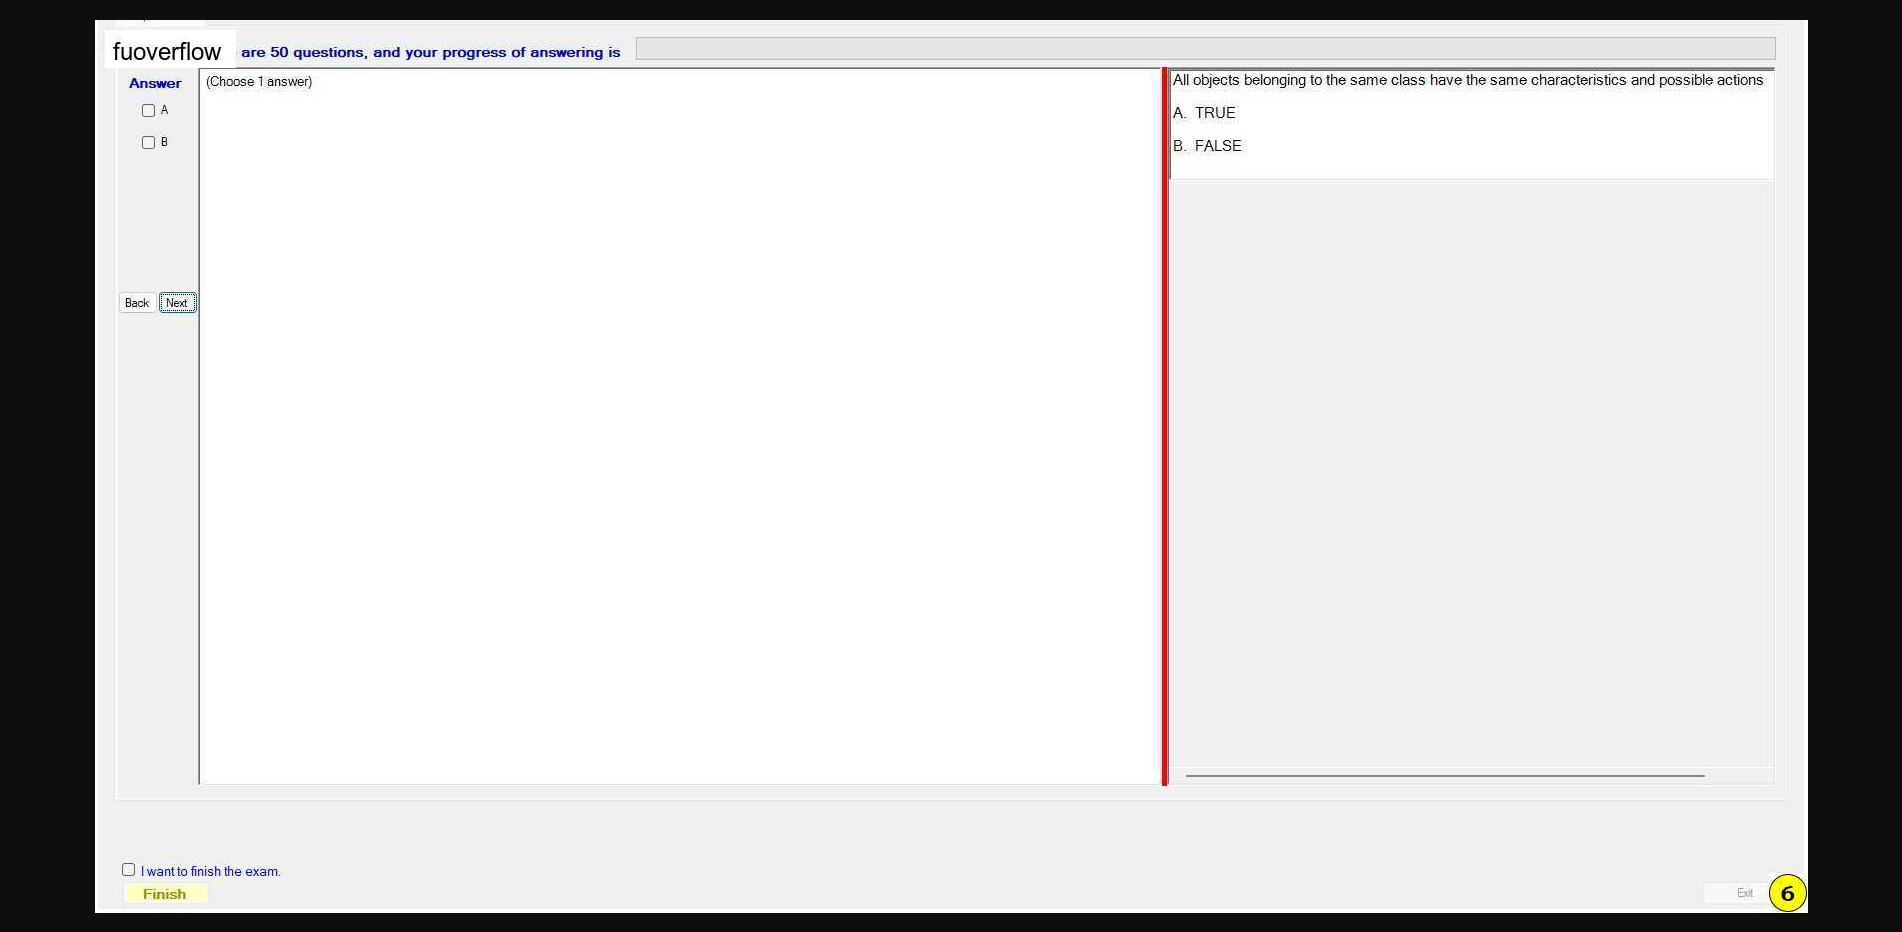 fuoverflow are 50 questions, and your progress of answering is
Answer
(Choose 1 answer)
A
B
Back Next
All objects belonging to the same class have the same characteristics and possible actions
A. TRUE
B. FALSE
I want to finish the exam.
Finish
Exit
6